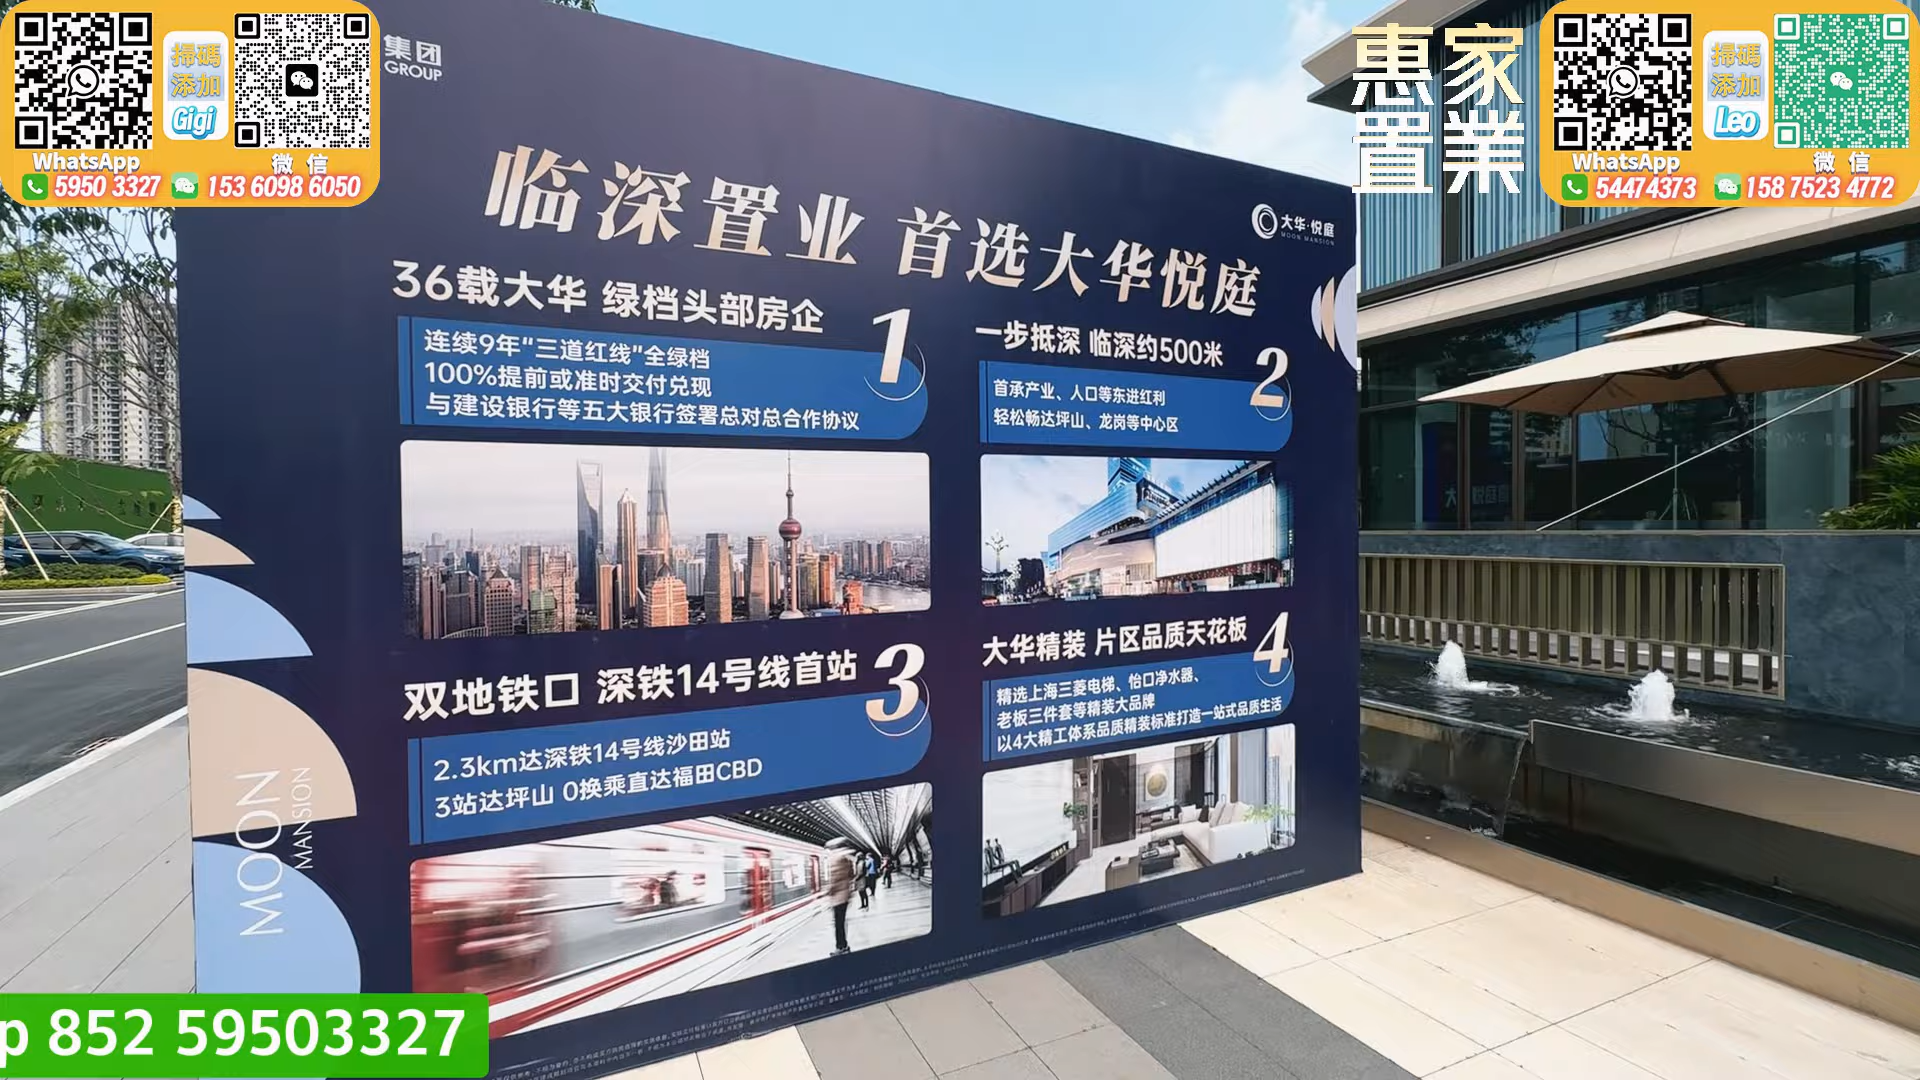 集团
GROUP
掃碼
添加
Gigi
WhatsApp
微信
5950 3327
153 6098 6050
惠家
置業
掃碼
添加
Leo
WhatsApp
微信
54474373
158 7523 4772
大华·悦庭
MOON MANSION
临深置业 首选大华悦庭
36载大华 绿档头部房企
1
连续9年“三道红线”全绿档
100%提前或准时交付兑现
与建设银行等五大银行签署总对总合作协议
一步抵深 临深约500米
2
首承产业、人口等东进红利
轻松畅达坪山、龙岗等中心区
双地铁口 深铁14号线首站
3
2.3km达深铁14号线沙田站
3站达坪山 0换乘直达福田CBD
大华精装 片区品质天花板
4
精选上海三菱电梯、怡口净水器、
老板三件套等精装大品牌
以4大精工体系品质精装标准打造一站式品质生活
MOON
MANSION
p 852 59503327